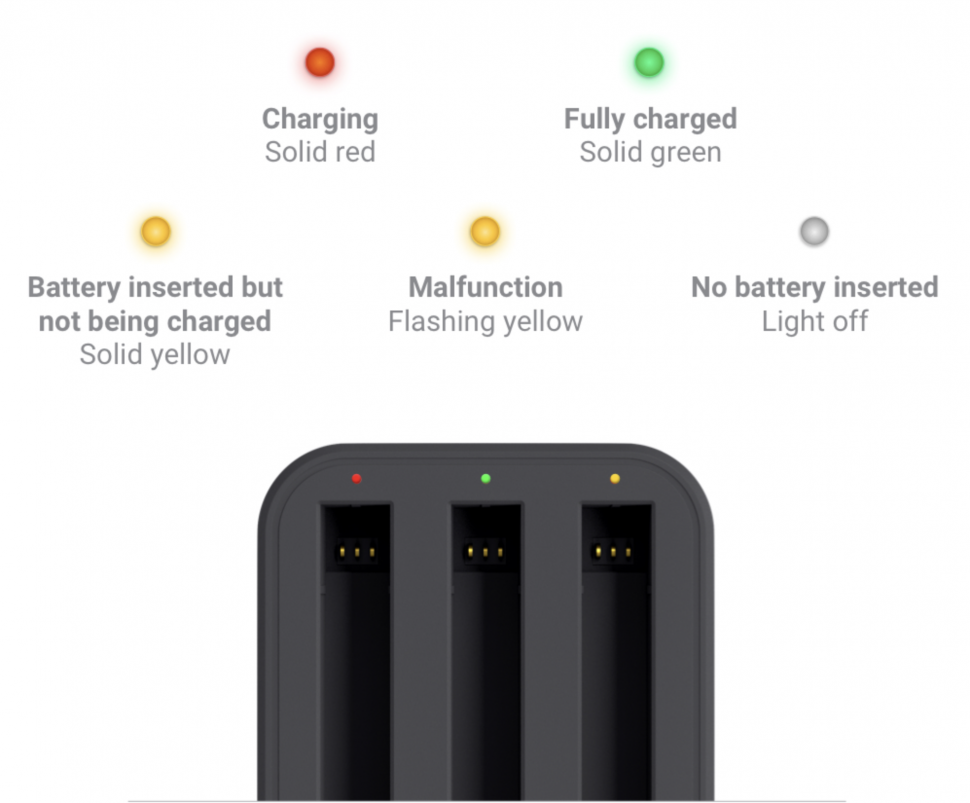 Charging
Solid red
Fully charged
Solid green
Battery inserted but
not being charged
Solid yellow
Malfunction
Flashing yellow
No battery inserted
Light off